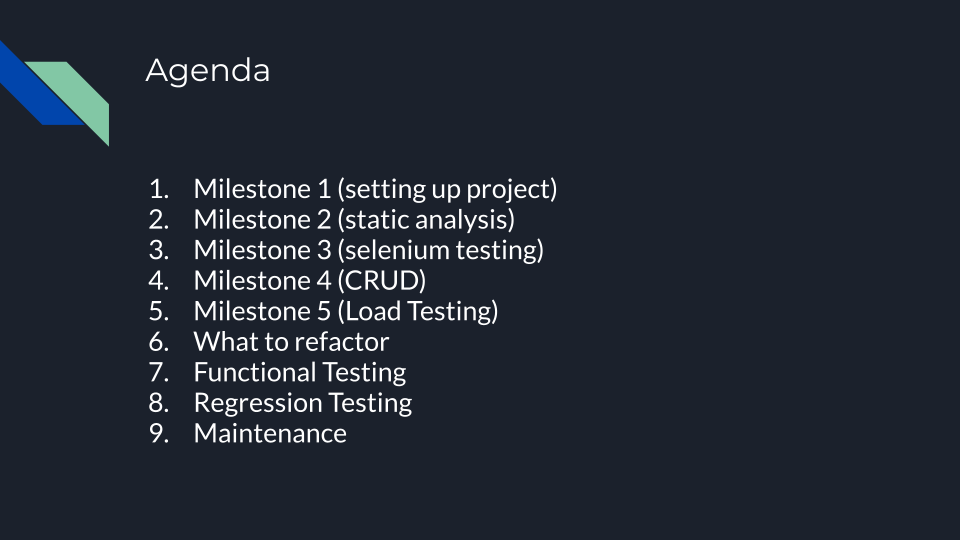 Agenda
1. Milestone 1 (setting up project)
2. Milestone 2 (static analysis)
3. Milestone 3 (selenium testing)
4. Milestone 4 (CRUD)
5. Milestone 5 (Load Testing)
6. What to refactor
7. Functional Testing
8. Regression Testing
9. Maintenance